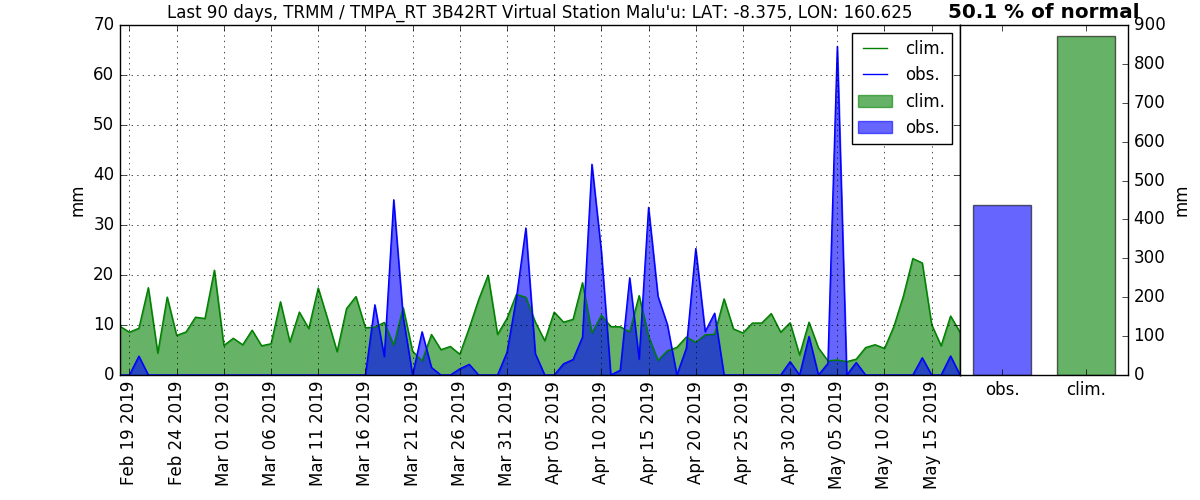 Last 90 days, TRMM / TMPA_RT 3B42RT Virtual Station Malu'u: LAT: -8.375, LON: 160.625
50.1 % of normal
70
60
50
40
30
20
10
0
mm
clim.
obs.
clim.
obs.
Feb 19 2019
Feb 24 2019
Mar 01 2019
Mar 06 2019
Mar 11 2019
Mar 16 2019
Mar 21 2019
Mar 26 2019
Mar 31 2019
Apr 05 2019
Apr 10 2019
Apr 15 2019
Apr 20 2019
Apr 25 2019
Apr 30 2019
May 05 2019
May 10 2019
May 15 2019
900
800
700
600
500
400
300
200
100
0
mm
obs.
clim.